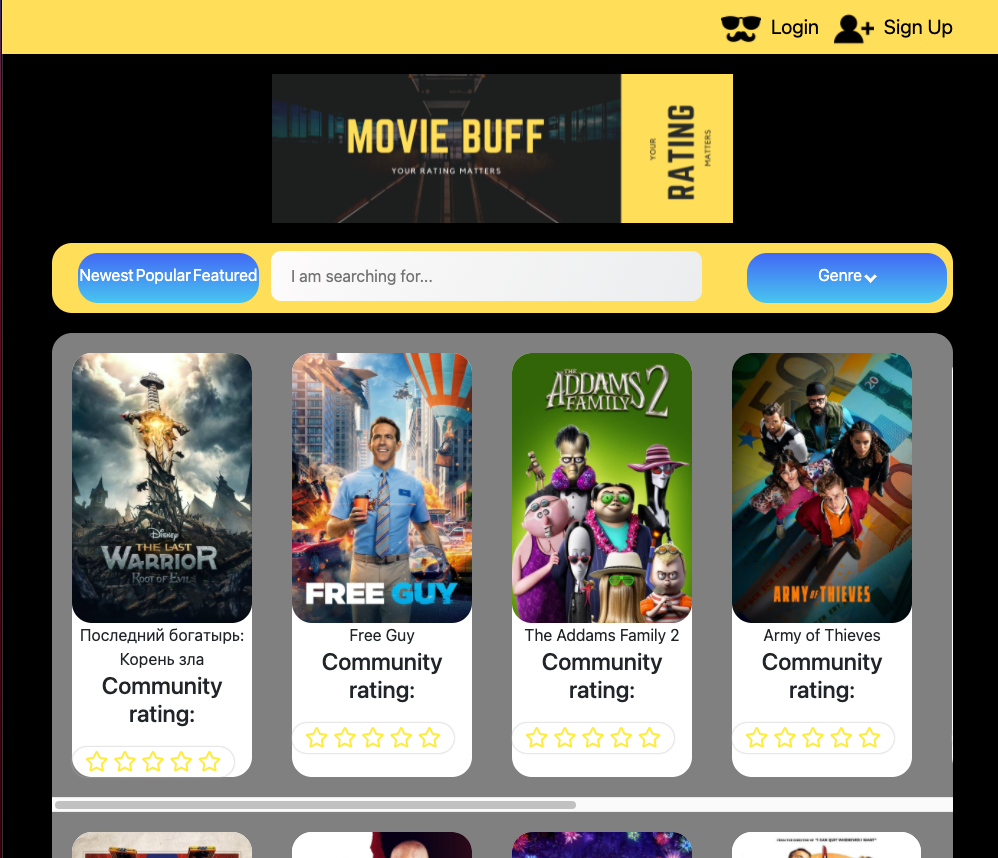 Login Sign Up
MOVIE BUFF
YOUR RATING MATTERS
YOUR
RATING
MATTERS
Newest Popular Featured
I am searching for...
Genre
DISNEY
THE LAST
WARRIOR
ROOT OF EVIL
Последний богатырь:
Корень зла
Community
rating:
FREE GUY
Free Guy
Community
rating:
THE
ADDAMS
FAMILY 2
The Addams Family 2
Community
rating:
20
ARMY OF THIEVES
Army of Thieves
Community
rating: